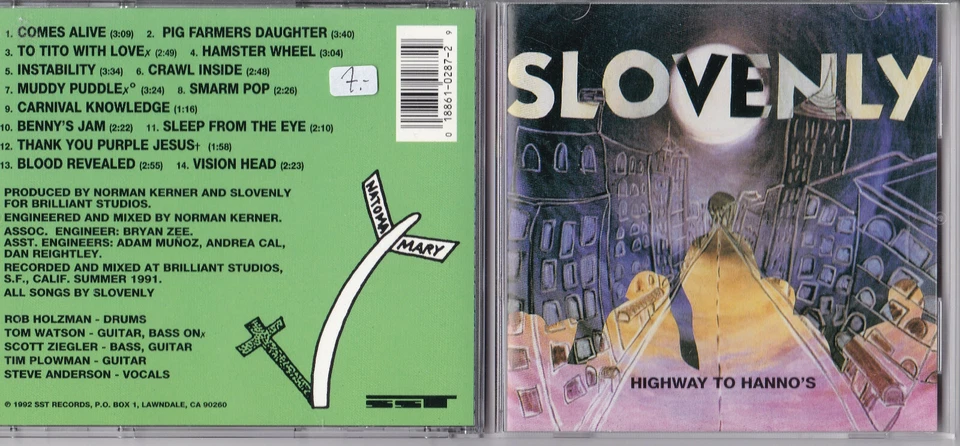 1. COMES ALIVE (3:09) 2. PIG FARMERS DAUGHTER (3:40)
3. TO TITO WITH LOVEx (2:49) 4. HAMSTER WHEEL (3:04)
5. INSTABILITY (3:34) 6. CRAWL INSIDE (2:48)
7. MUDDY PUDDLEx° (3:24) 8. SMARM POP (2:26)
9. CARNIVAL KNOWLEDGE (1:16)
10. BENNY'S JAM (2:22) 11. SLEEP FROM THE EYE (2:10)
12. THANK YOU PURPLE JESUS† (1:58)
13. BLOOD REVEALED (2:55) 14. VISION HEAD (2:23)
PRODUCED BY NORMAN KERNER AND SLOVENLY
FOR BRILLIANT STUDIOS.
ENGINEERED AND MIXED BY NORMAN KERNER.
ASSOC. ENGINEER: BRYAN ZEE.
ASST. ENGINEERS: ADAM MUÑOZ, ANDREA CAL,
DAN REIGHTLEY.
RECORDED AND MIXED AT BRILLIANT STUDIOS,
S.F., CALIF. SUMMER 1991.
ALL SONGS BY SLOVENLY
ROB HOLZMAN - DRUMS
TOM WATSON - GUITAR, BASS ONx
SCOTT ZIEGLER - BASS, GUITAR
TIM PLOWMAN - GUITAR
STEVE ANDERSON - VOCALS
℗ 1992 SST RECORDS, P.O. BOX 1, LAWNDALE, CA 90260
7.-
0 18861-0287-2 9
NATOMA
MARY
SST
SLOVENLY
HIGHWAY TO HANNO'S